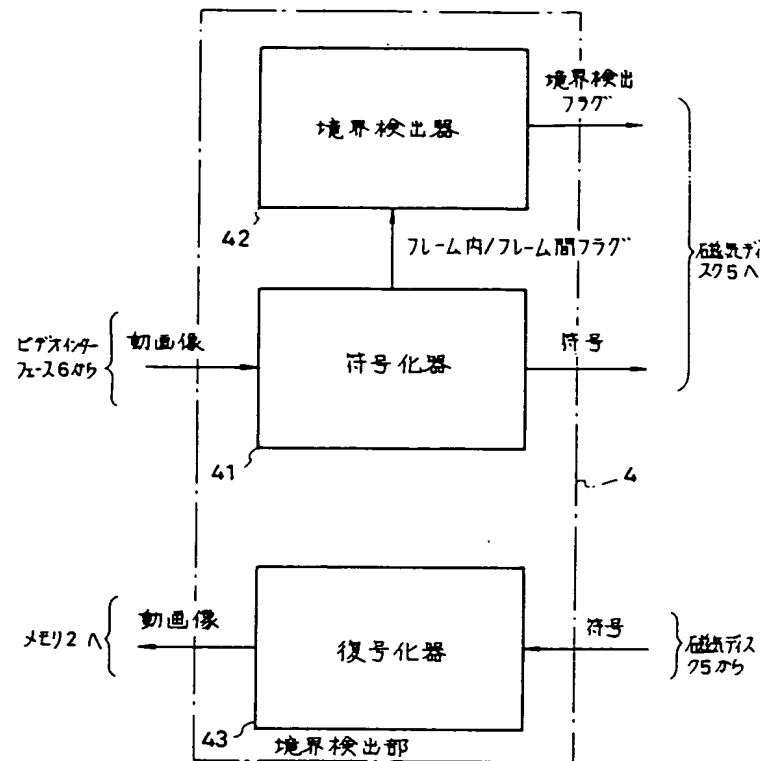 境界検出
フラグ
境界検出器
42
フレーム内/フレーム間フラグ
磁気ディ
スク5へ
ビデオインター
フェース6から
動画像
符号化器
符号
41
4
メモリ2へ
動画像
復号化器
符号
磁気ディス
ク5から
43
境界検出部